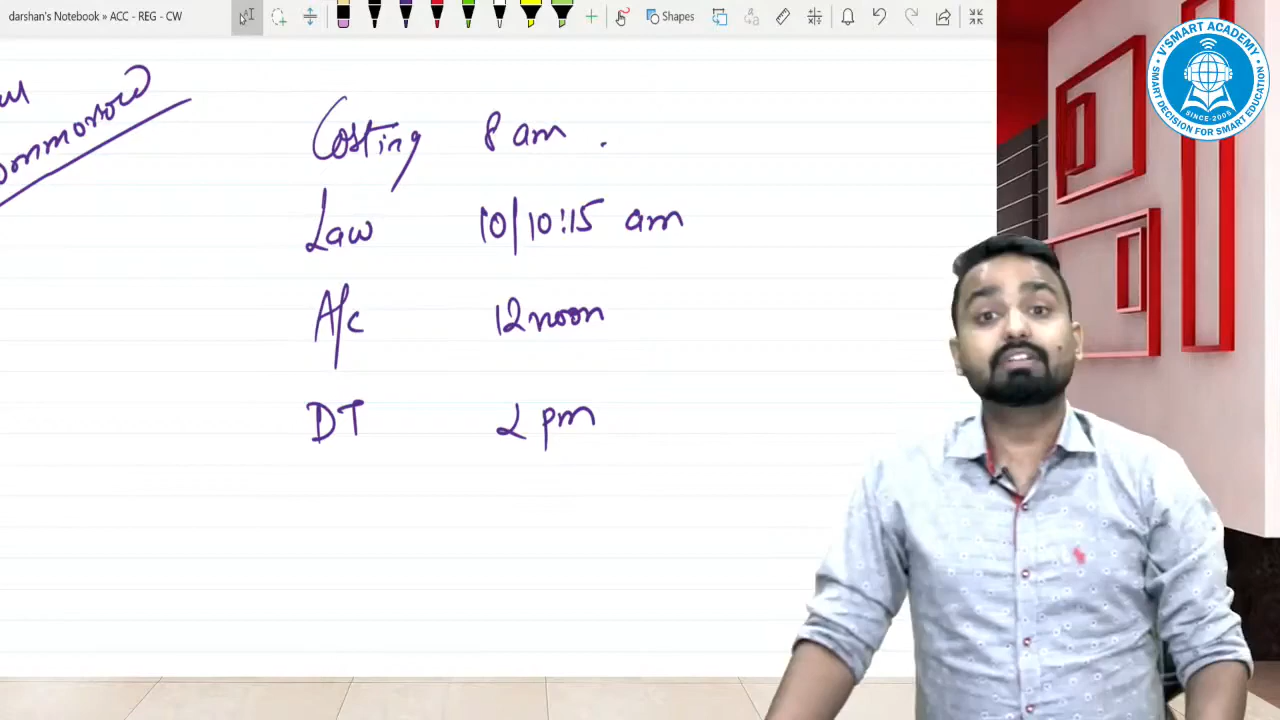 darshan's Notebook » ACC - REG - CW
Shapes
Costing 8 am .
Law 10/10:15 am
A/c 12 noon
DT 2 pm
V'SMART ACADEMY
SMART DECISION FOR SMART EDUCATION
SINCE-2005